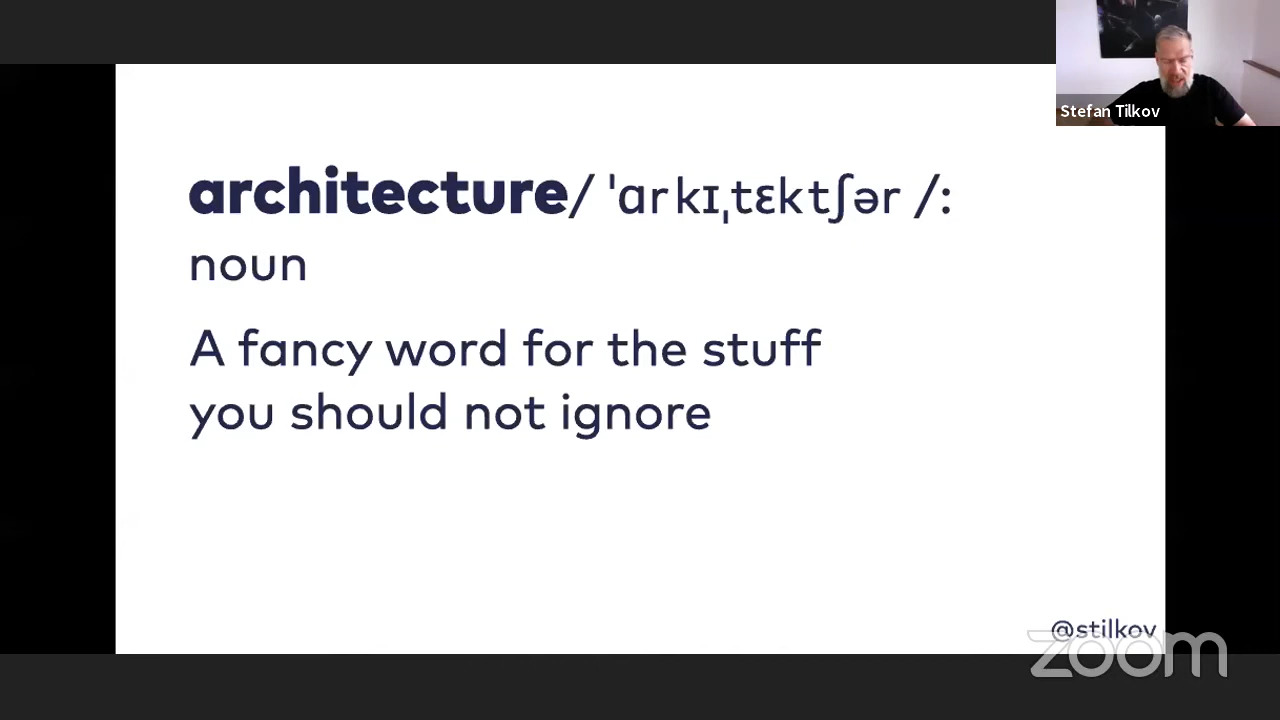 Stefan Tilkov
architecture/ ˈɑrkɪˌtɛktʃər /:
noun
A fancy word for the stuff
you should not ignore
@stilkov
zoom